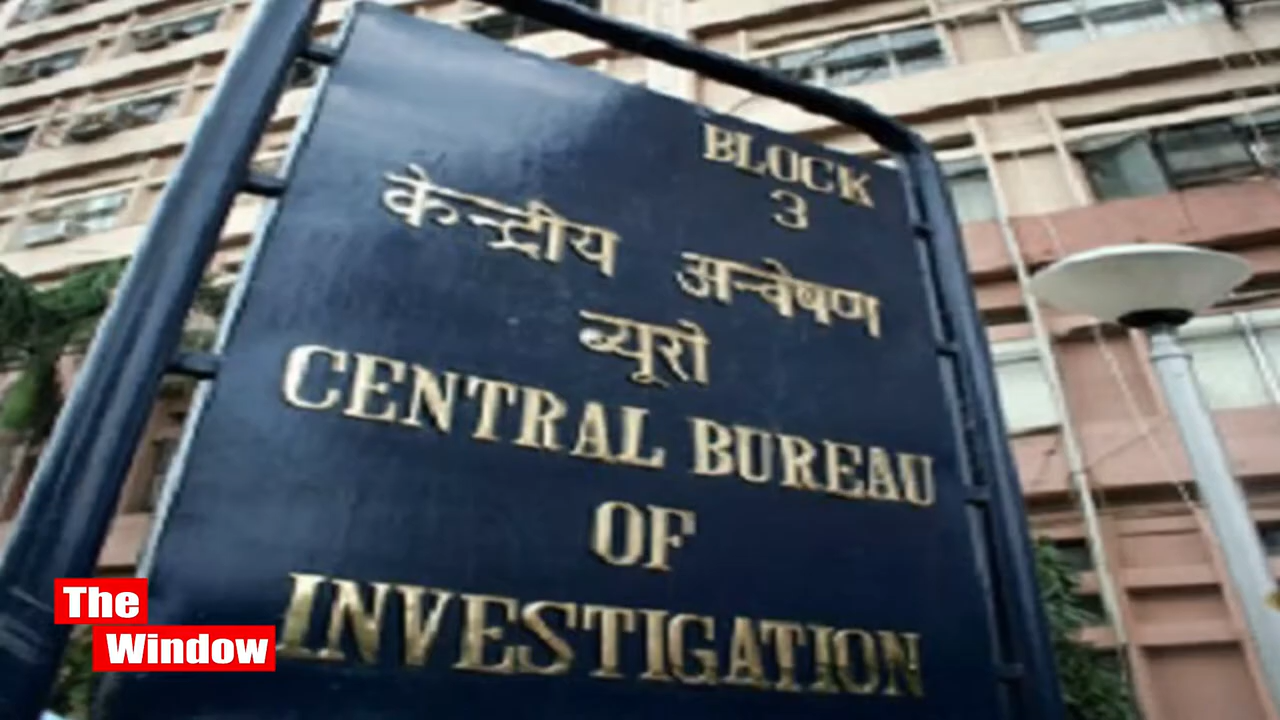 BLOCK
3
केन्द्रीय अन्वेषण
ब्यूरो
CENTRAL BUREAU
OF
INVESTIGATION
The
Window